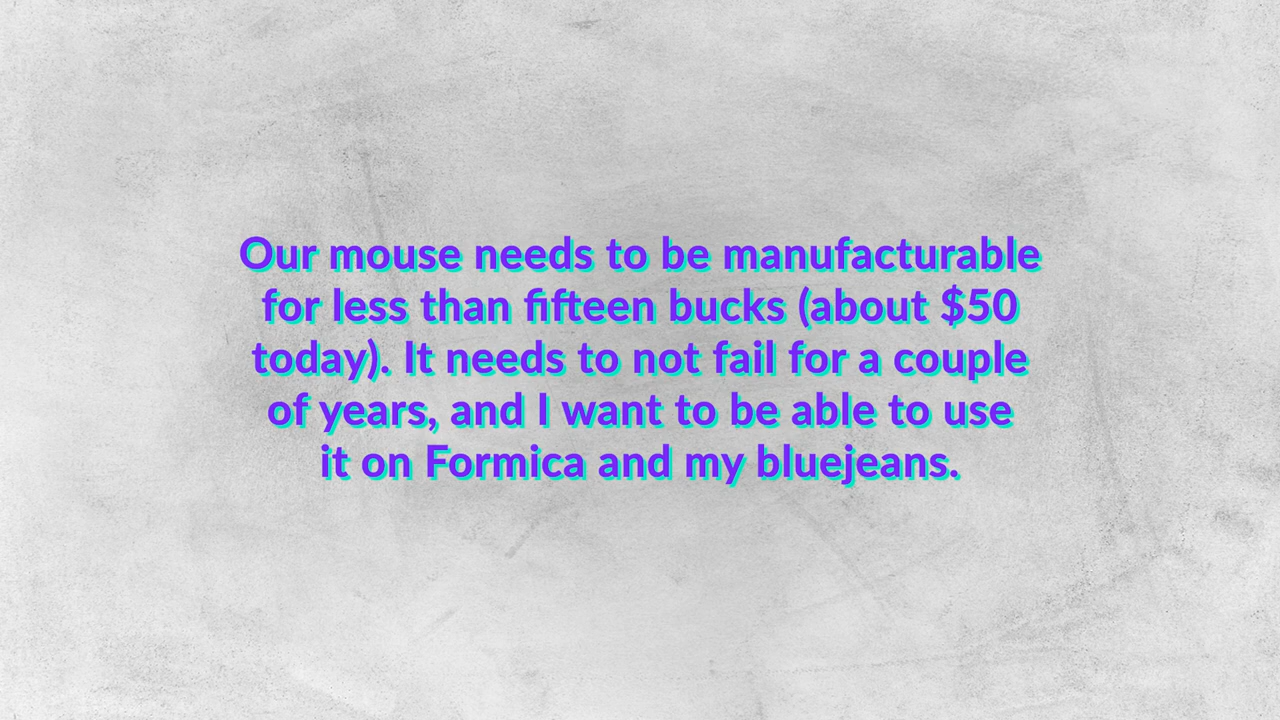 Our mouse needs to be manufacturable
for less than fifteen bucks (about $50
today). It needs to not fail for a couple
of years, and I want to be able to use
it on Formica and my bluejeans.